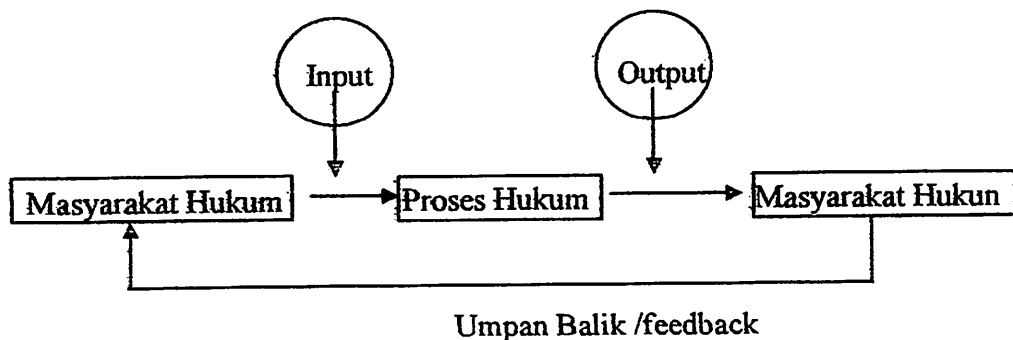 Input
Output
Masyarakat Hukum
Proses Hukum
Masyarakat Hukun
Umpan Balik /feedback